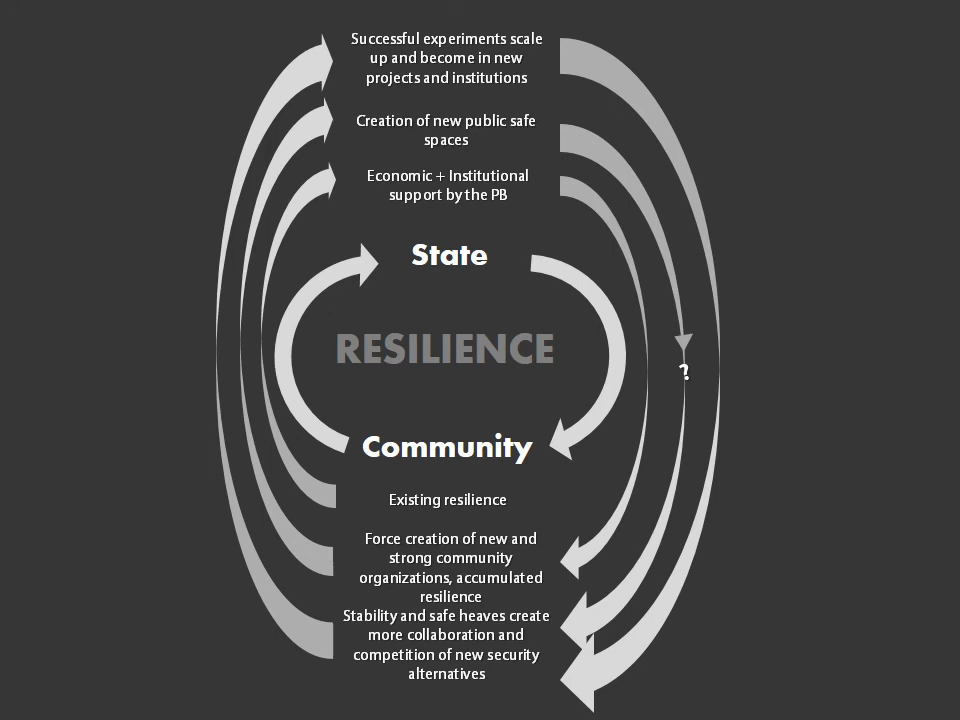 Successful experiments scale
up and become in new
projects and institutions
Creation of new public safe
spaces
Economic + Institutional
support by the PB
State
RESILIENCE
?
Community
Existing resilience
Force creation of new and
strong community
organizations, accumulated
resilience
Stability and safe heaves create
more collaboration and
competition of new security
alternatives